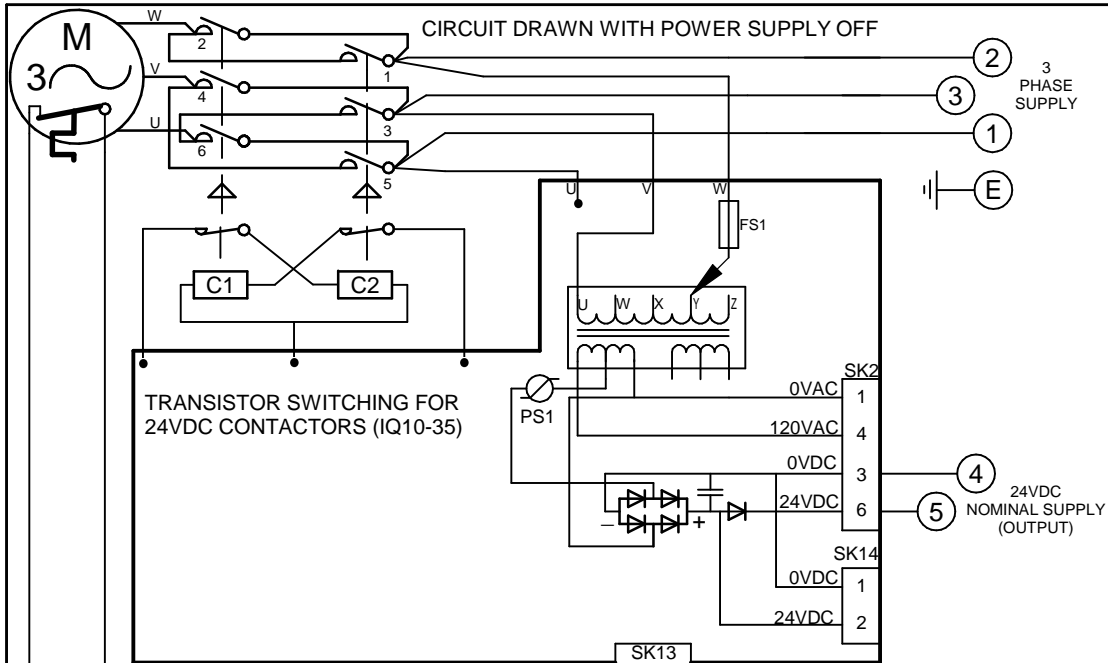 CIRCUIT DRAWN WITH POWER SUPPLY OFF
W
M
3
V
U
2
1
4
3
6
5
2
3
1
E
3
PHASE
SUPPLY
U
V
W
FS1
C1
C2
U
W
X
Y
Z
TRANSISTOR SWITCHING FOR
24VDC CONTACTORS (IQ10-35)
PS1
SK2
0VAC
1
120VAC
4
0VDC
3
24VDC
6
4
5
24VDC
NOMINAL SUPPLY
(OUTPUT)
SK14
0VDC
1
24VDC
2
SK13